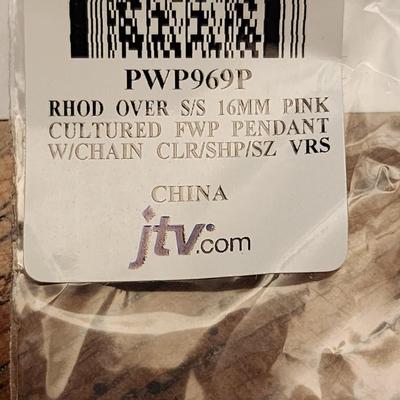 PWP969P
RHOD OVER S/S 16MM PINK
CULTURED FWP PENDANT
W/CHAIN CLR/SHP/SZ VRS
CHINA
jtv.com